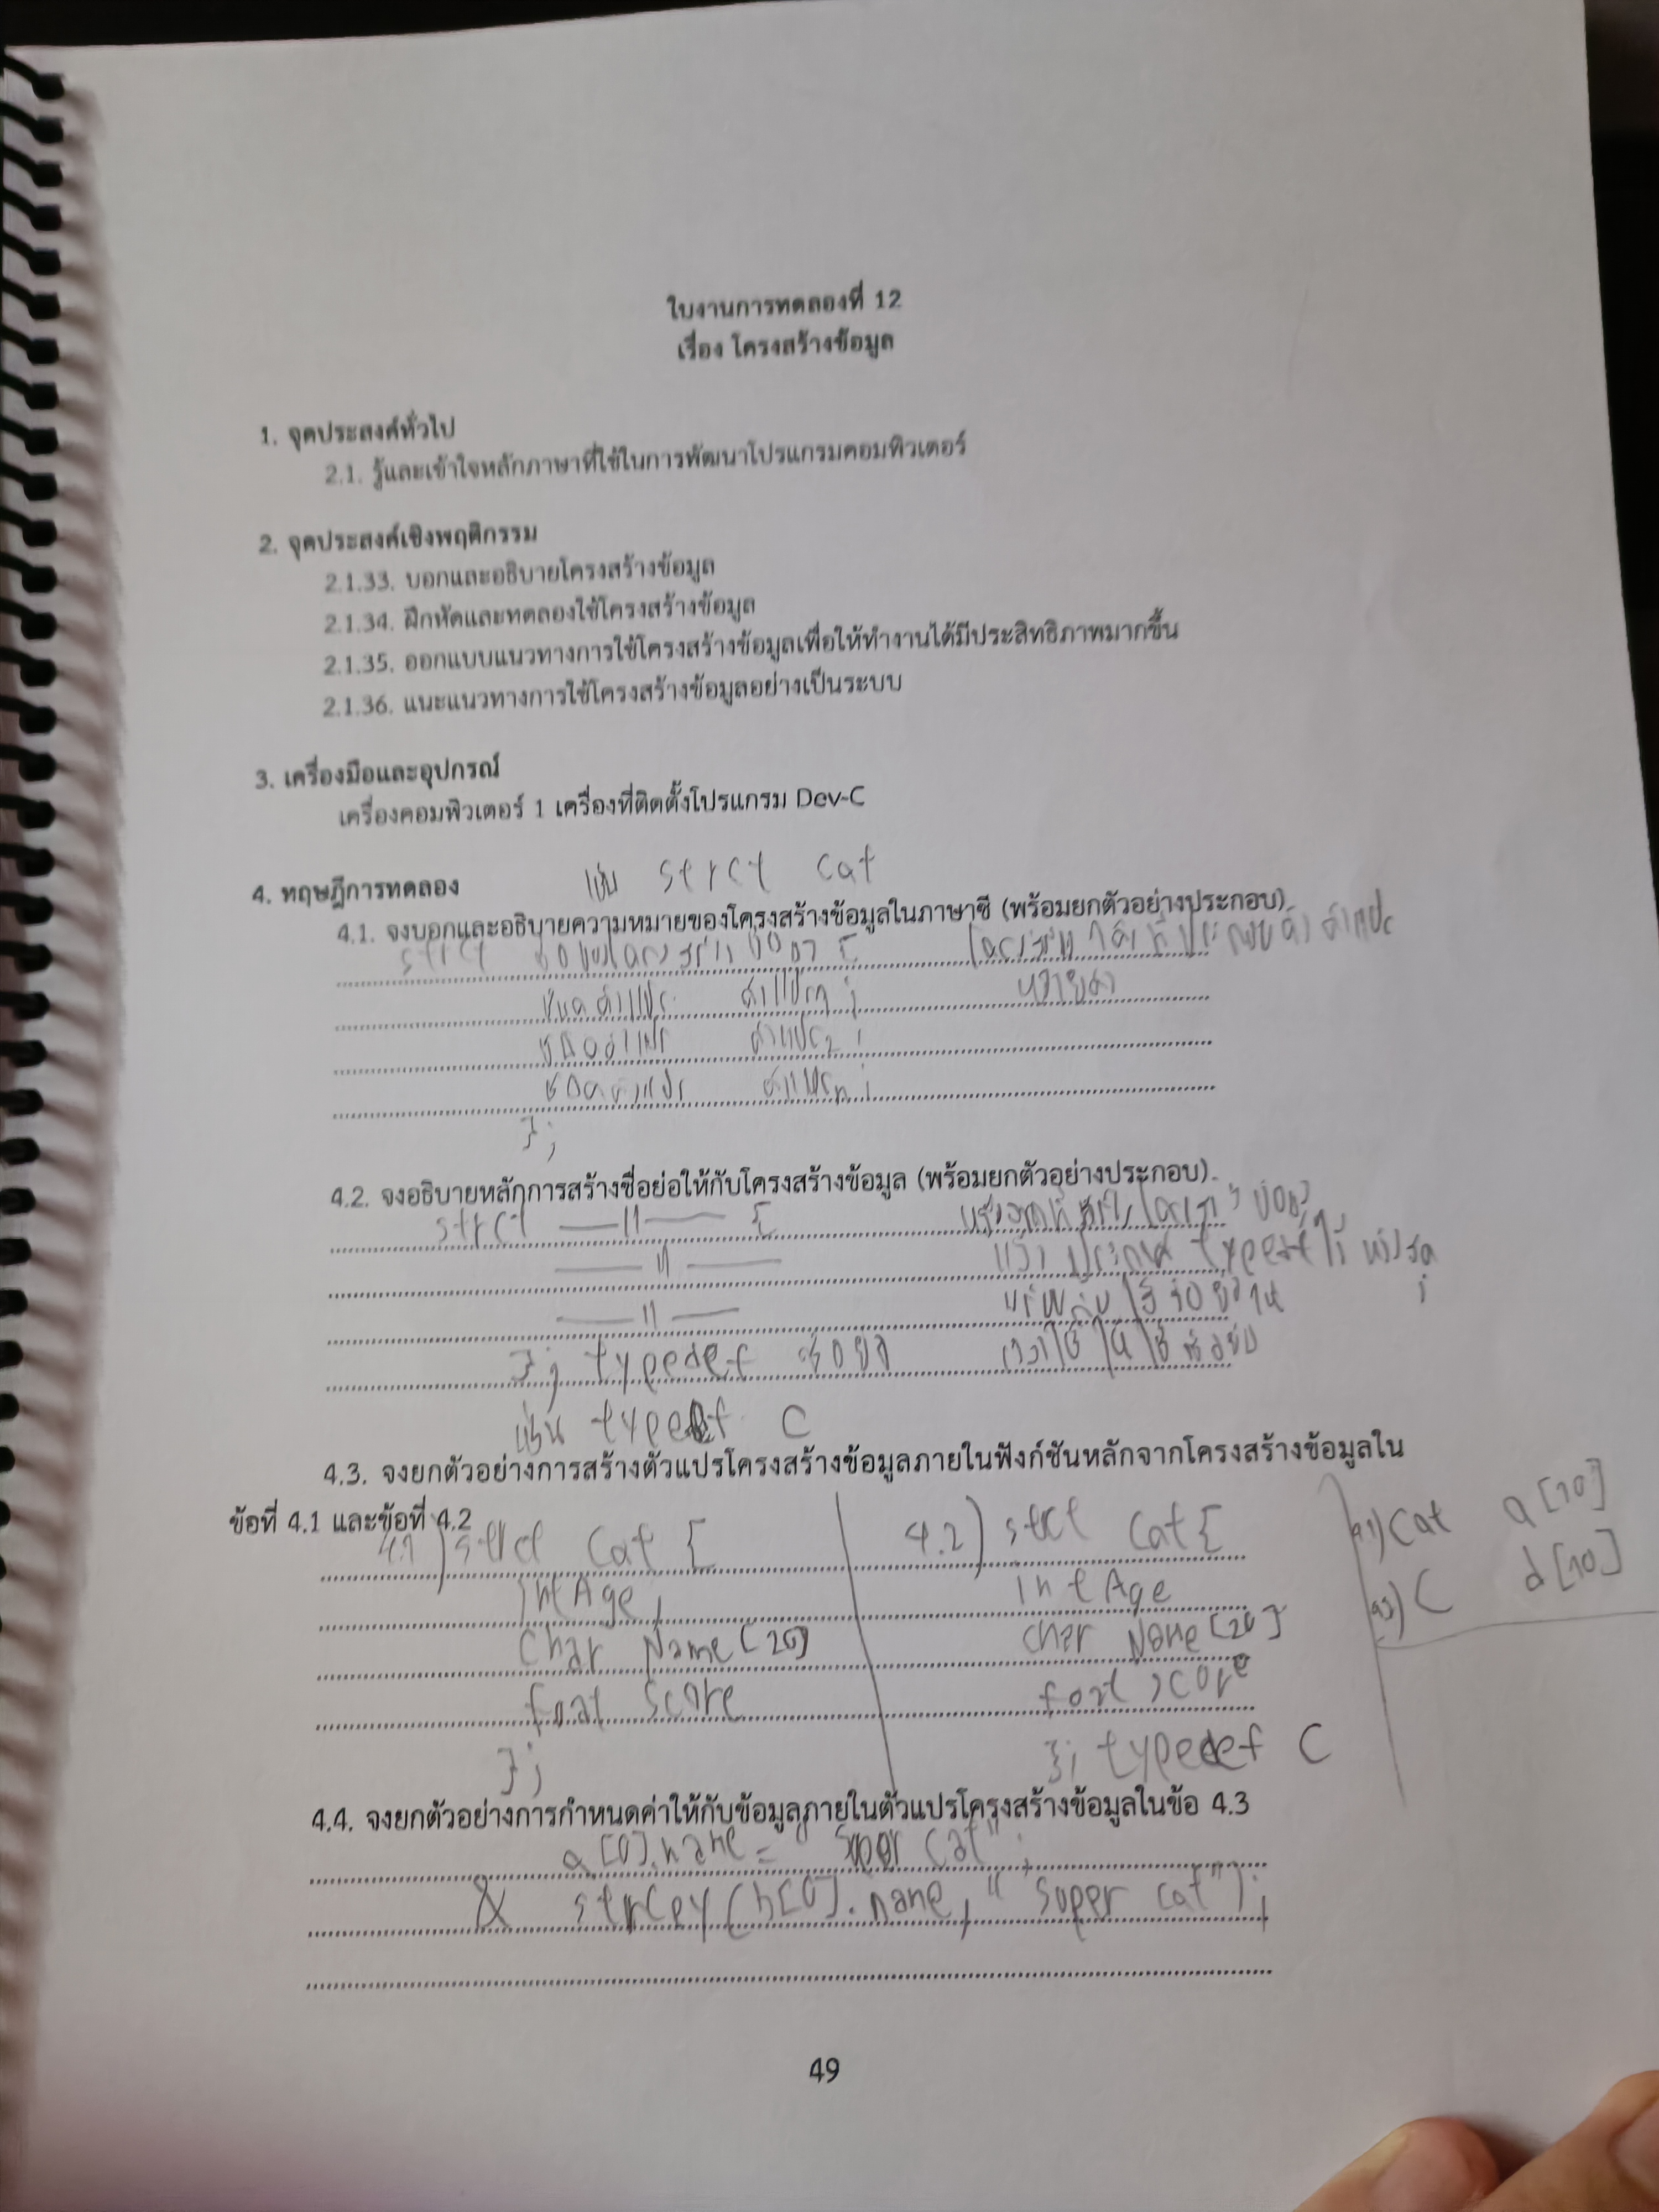 ใบงานการทดลองที่ 12
เรื่อง โครงสร้างข้อมูล
1. จุดประสงค์ทั่วไป
2.1. รู้และเข้าใจหลักภาษาที่ใช้ในการพัฒนาโปรแกรมคอมพิวเตอร์
2. จุดประสงค์เชิงพฤติกรรม
2.1.33. บอกและอธิบายโครงสร้างข้อมูล
2.1.34. ฝึกหัดและทดลองใช้โครงสร้างข้อมูล
2.1.35. ออกแบบแนวทางการใช้โครงสร้างข้อมูลเพื่อให้ทำงานได้มีประสิทธิภาพมากขึ้น
2.1.36. แนะแนวทางการใช้โครงสร้างข้อมูลอย่างเป็นระบบ
3. เครื่องมือและอุปกรณ์
เครื่องคอมพิวเตอร์ 1 เครื่องที่ติดตั้งโปรแกรม Dev-C
4. ทฤษฎีการทดลอง เช่น strct cat
4.1. จงบอกและอธิบายความหมายของโครงสร้างข้อมูลในภาษาซี (พร้อมยกตัวอย่างประกอบ)
strct {
ชนิดตัวแปร ตัวแปร1;
ชนิดตัวแปร ตัวแปร2;
ชนิดตัวแปร ตัวแปรn;
};
4.2. จงอธิบายหลักการสร้างชื่อย่อให้กับโครงสร้างข้อมูล (พร้อมยกตัวอย่างประกอบ)
strct —"— {
—"—
—"—
}; typedef ชื่อย่อ
เช่น typedef C
4.3. จงยกตัวอย่างการสร้างตัวแปรโครงสร้างข้อมูลภายในฟังก์ชันหลักจากโครงสร้างข้อมูลใน
ข้อที่ 4.1 และข้อที่ 4.2
4.1) strct Cat { 4.2) strct Cat { Cat a[10]
int Age, int Age C d[10]
Char Name[20] char Name[20]
foat Score foat score
}; }; typedef C
4.4. จงยกตัวอย่างการกำหนดค่าให้กับข้อมูลภายในตัวแปรโครงสร้างข้อมูลในข้อ 4.3
a[0].name = "Super Cat";
& strcpy(b[0].name, "Super cat");
49